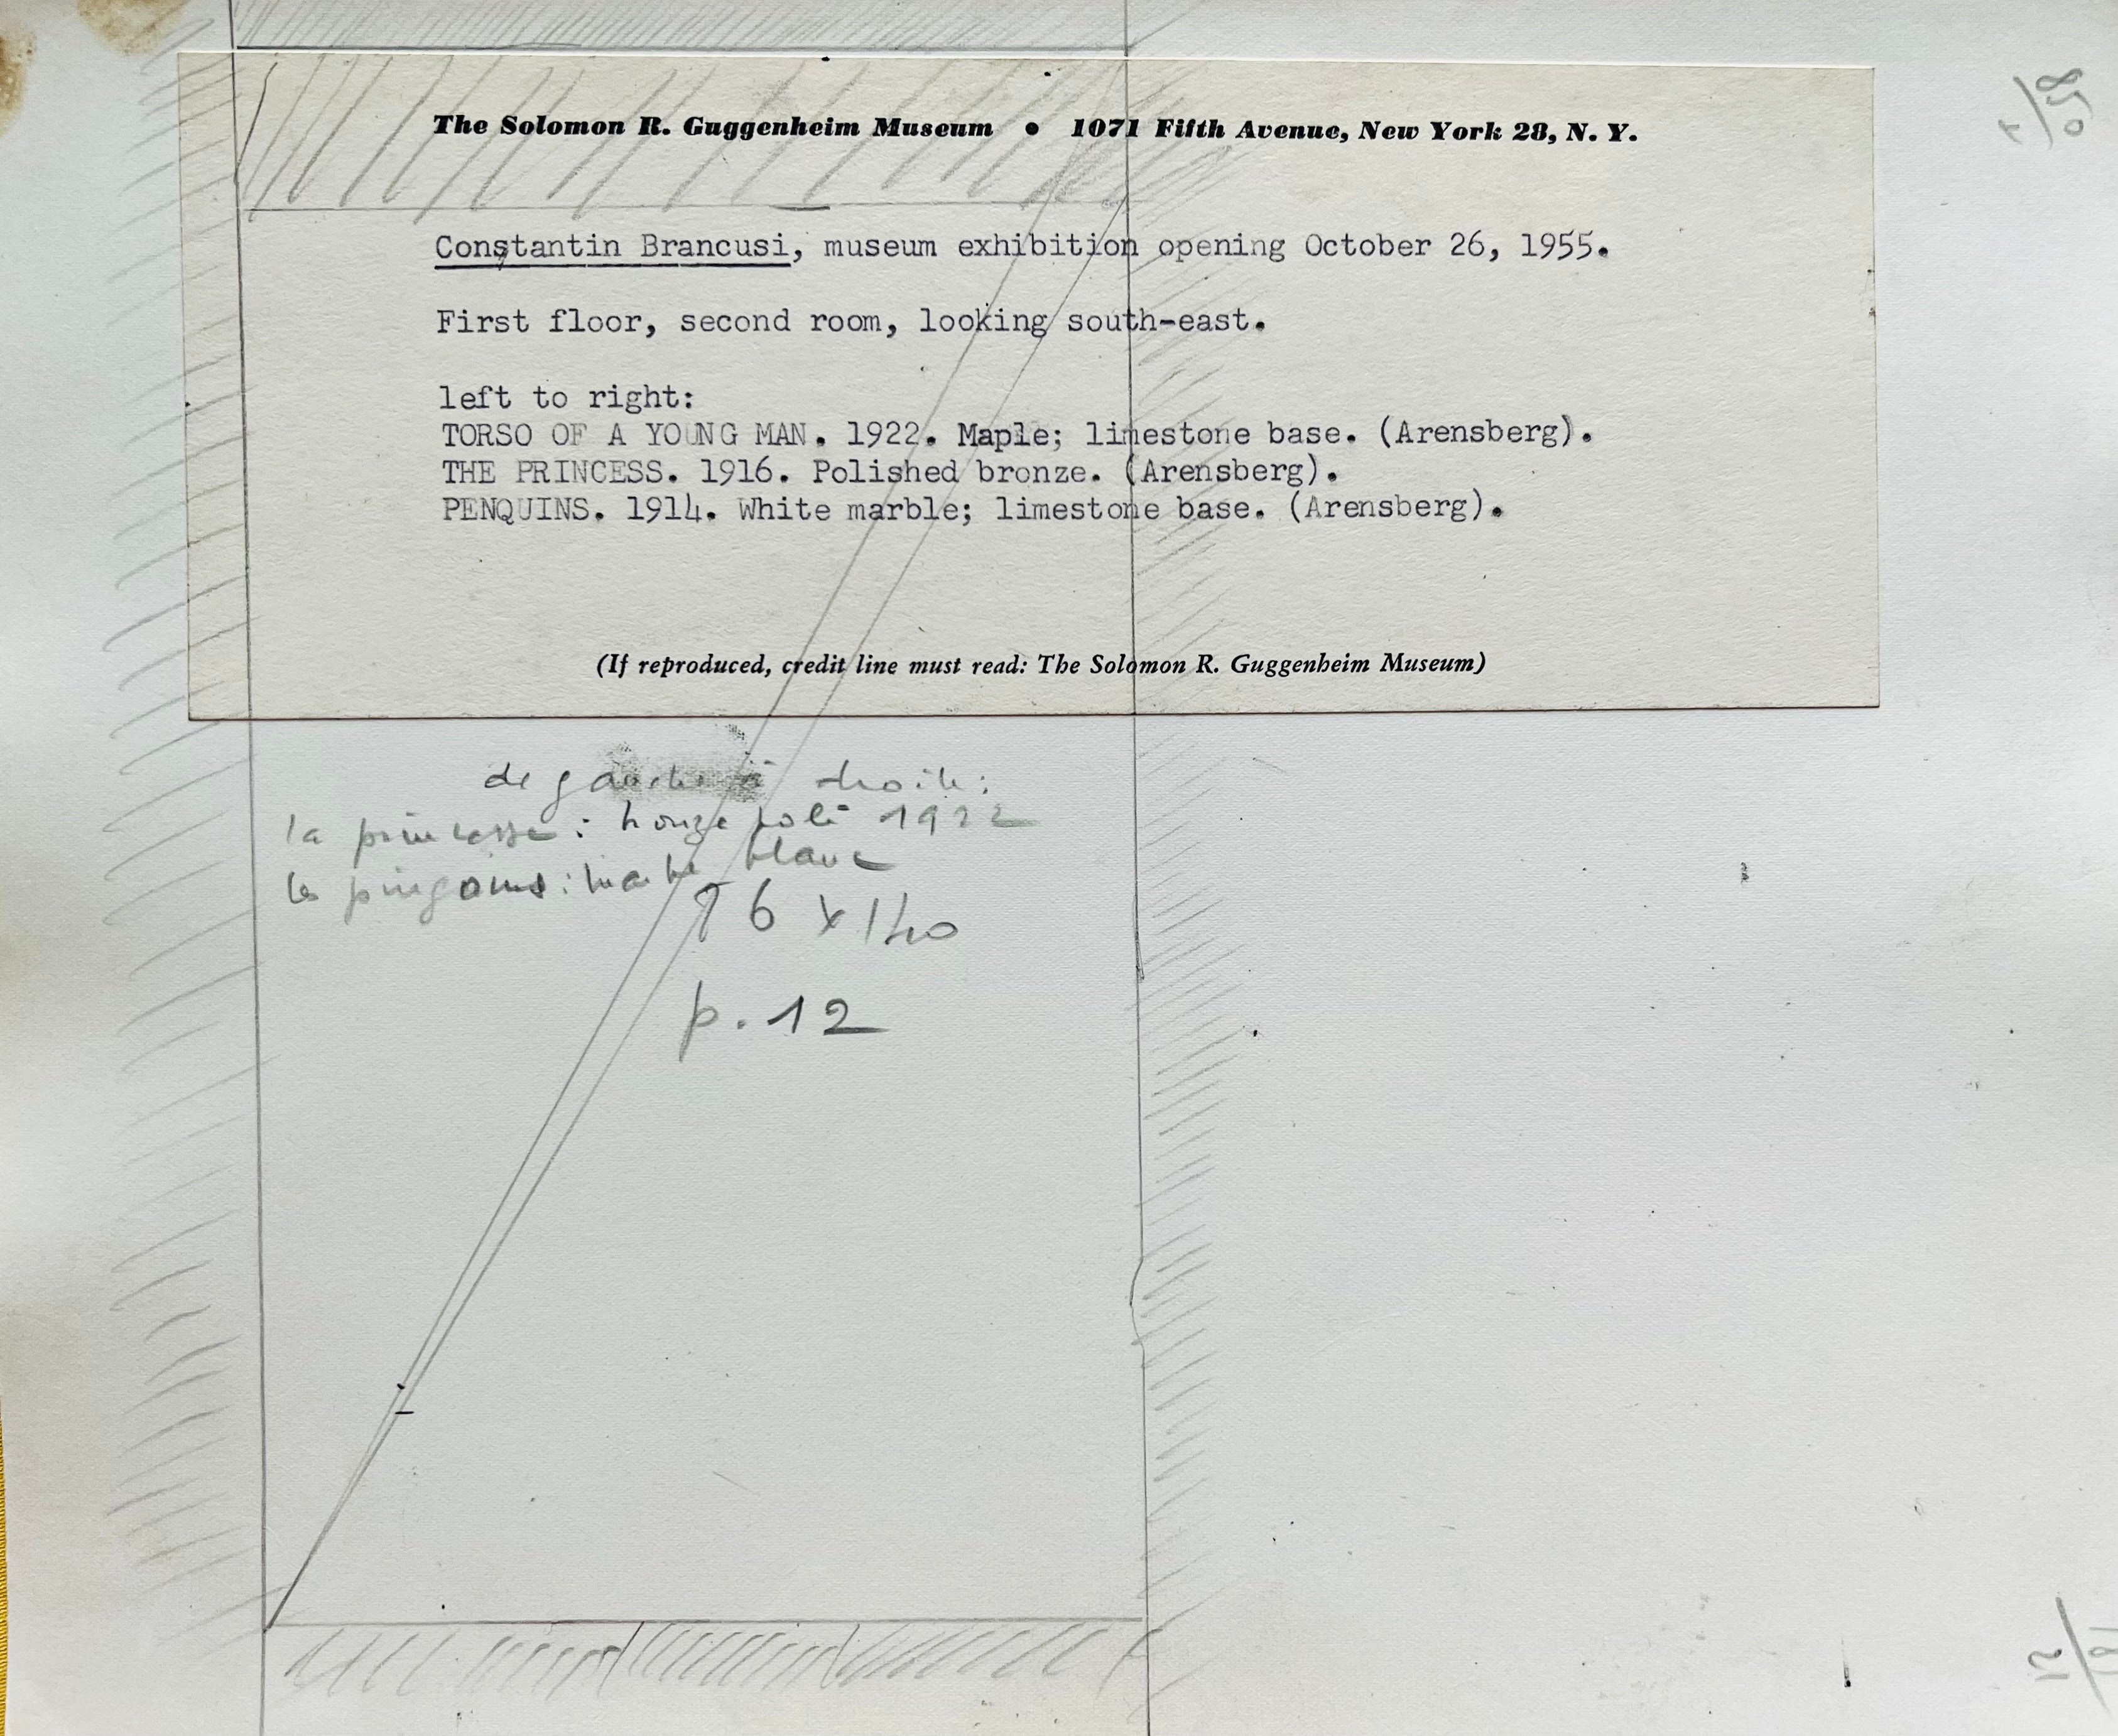 The Solomon R. Guggenheim Museum • 1071 Fifth Avenue, New York 28, N. Y.
Constantin Brancusi, museum exhibition opening October 26, 1955.
First floor, second room, looking south-east.
left to right:
TORSO OF A YOUNG MAN. 1922. Maple; limestone base. (Arensberg).
THE PRINCESS. 1916. Polished bronze. (Arensberg).
PENQUINS. 1914. White marble; limestone base. (Arensberg).
(If reproduced, credit line must read: The Solomon R. Guggenheim Museum)
de gauche à droite:
la princesse: bronze poli 1922
les pingouins: marbre blanc
76 x 140
p. 12